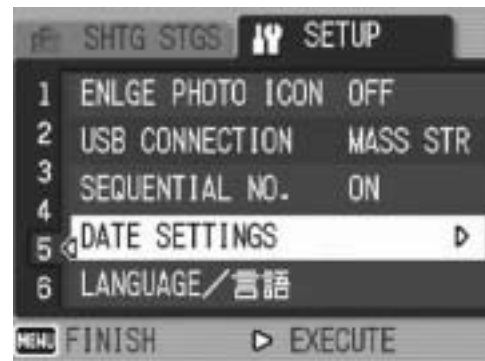 SHTG STGS SETUP
1 ENLGE PHOTO ICON OFF
2 USB CONNECTION MASS STR
3 SEQUENTIAL NO. ON
4
5 DATE SETTINGS
6 LANGUAGE/言語
MENU FINISH EXECUTE